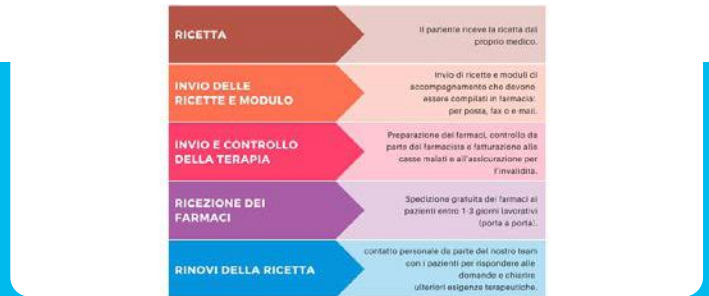 RICETTA
Il paziente riceve la ricetta dal
proprio medico.
INVIO DELLE
RICETTE E MODULO
Invio di ricette e moduli di
accompagnamento che devono
essere compilati in farmacia:
per posta, fax o e-mail.
INVIO E CONTROLLO
DELLA TERAPIA
Preparazione dei farmaci, controllo da
parte del farmacista e fatturazione alle
casse malati e all'assicurazione per
l'invalidità.
RICEZIONE DEI
FARMACI
Spedizione gratuita dei farmaci ai
pazienti entro 1-3 giorni lavorativi
(porta a porta).
RINOVI DELLA RICETTA
contatto personale da parte del nostro team
con i pazienti per rispondere alle
domande e chiarire
ulteriori esigenze terapeutiche.